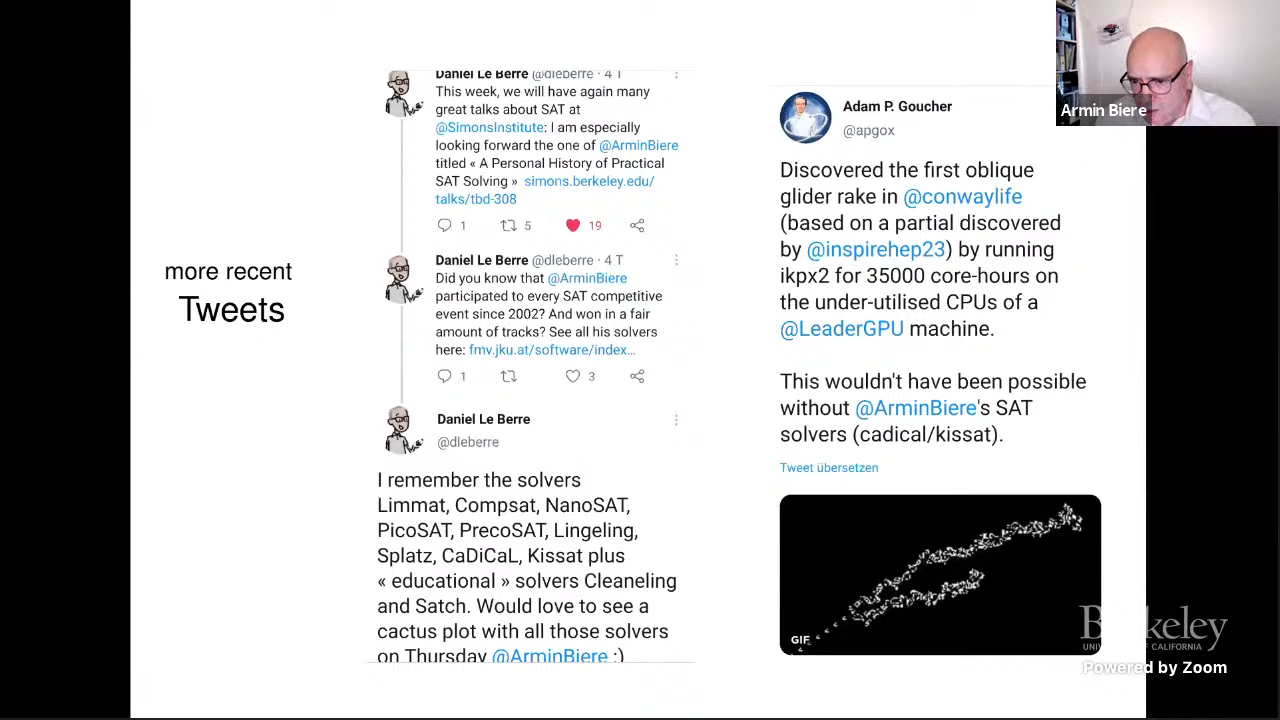 more recent
Tweets
Daniel Le Berre @dleberre · 4 T
This week, we will have again many
great talks about SAT at
@SimonsInstitute: I am especially
looking forward the one of @ArminBiere
titled « A Personal History of Practical
SAT Solving » simons.berkeley.edu/
talks/tbd-308
1 5 19
Daniel Le Berre @dleberre · 4 T
Did you know that @ArminBiere
participated to every SAT competitive
event since 2002? And won in a fair
amount of tracks? See all his solvers
here: fmv.jku.at/software/index…
1 3
Daniel Le Berre
@dleberre
I remember the solvers
Limmat, Compsat, NanoSAT,
PicoSAT, PrecoSAT, Lingeling,
Splatz, CaDiCaL, Kissat plus
« educational » solvers Cleaneling
and Satch. Would love to see a
cactus plot with all those solvers
on Thursday @ArminBiere :)
Adam P. Goucher
@apgox
Discovered the first oblique
glider rake in @conwaylife
(based on a partial discovered
by @inspirehep23) by running
ikpx2 for 35000 core-hours on
the under-utilised CPUs of a
@LeaderGPU machine.
This wouldn't have been possible
without @ArminBiere's SAT
solvers (cadical/kissat).
Tweet übersetzen
GIF
Armin Biere
Berkeley
UNIVERSITY OF CALIFORNIA
Powered by Zoom